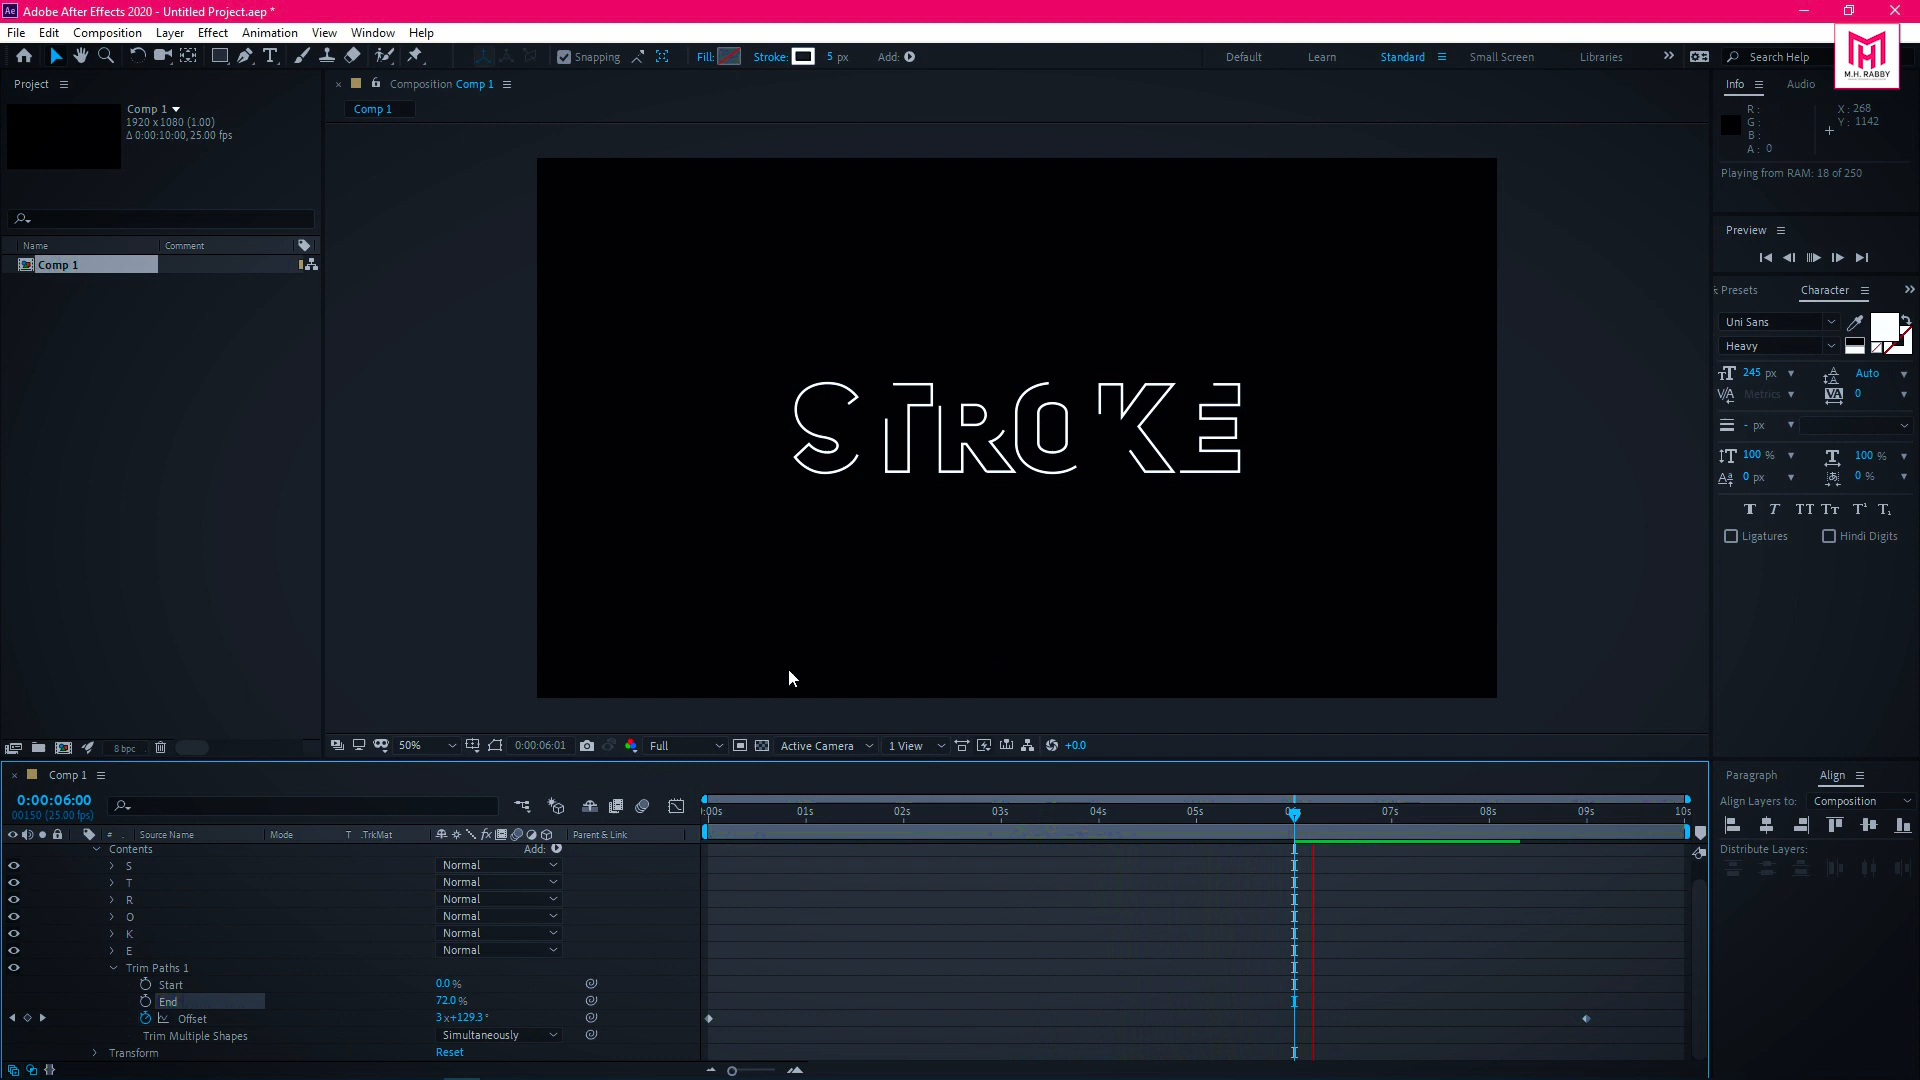 Ae Adobe After Effects 2020 - Untitled Project.aep *
File Edit Composition Layer Effect Animation View Window Help
Snapping Fill: Stroke: 5 px Add: Default Learn Standard Small Screen Libraries Search Help
M.H. RABBY
Project
Comp 1
1920 x 1080 (1.00)
Δ 0:00:10:00, 25.00 fps
Name Comment
Comp 1
8 bpc
Composition Comp 1
Comp 1
STROKE
50% 0:00:06:01 Full Active Camera 1 View +0.0
Info Audio
R :
G :
B :
A : 0
X : 268
Y : 1142
Playing from RAM: 18 of 250
Preview
Presets Character
Uni Sans
Heavy
245 px Auto
Metrics 0
- px
100 % 100 %
0 px 0 %
T T TT Tr T¹ T₁
Ligatures Hindi Digits
Paragraph Align
Align Layers to: Composition
Distribute Layers:
Comp 1
0:00:06:00
00150 (25.00 fps)
:00s 01s 02s 03s 04s 05s 07s 08s 09s 10s
# Source Name Mode T .TrkMat fx Parent & Link
Contents Add:
S Normal
T Normal
R Normal
O Normal
K Normal
E Normal
Trim Paths 1
Start 0.0 %
End 72.0 %
Offset 3 x+129.3 °
Trim Multiple Shapes Simultaneously
Transform Reset